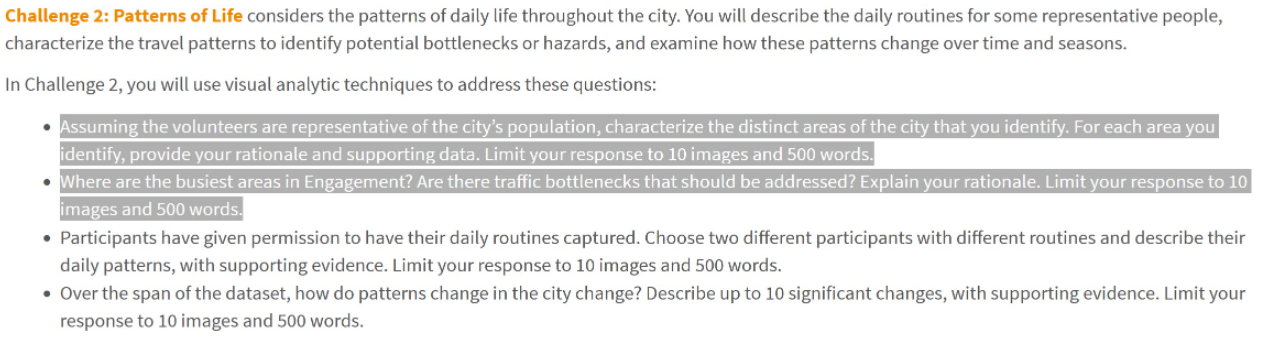 Challenge 2: Patterns of Life considers the patterns of daily life throughout the city. You will describe the daily routines for some representative people,
characterize the travel patterns to identify potential bottlenecks or hazards, and examine how these patterns change over time and seasons.
In Challenge 2, you will use visual analytic techniques to address these questions:
• Assuming the volunteers are representative of the city's population, characterize the distinct areas of the city that you identify. For each area you
identify, provide your rationale and supporting data. Limit your response to 10 images and 500 words.
• Where are the busiest areas in Engagement? Are there traffic bottlenecks that should be addressed? Explain your rationale. Limit your response to 10
images and 500 words.
• Participants have given permission to have their daily routines captured. Choose two different participants with different routines and describe their
daily patterns, with supporting evidence. Limit your response to 10 images and 500 words.
• Over the span of the dataset, how do patterns change in the city change? Describe up to 10 significant changes, with supporting evidence. Limit your
response to 10 images and 500 words.